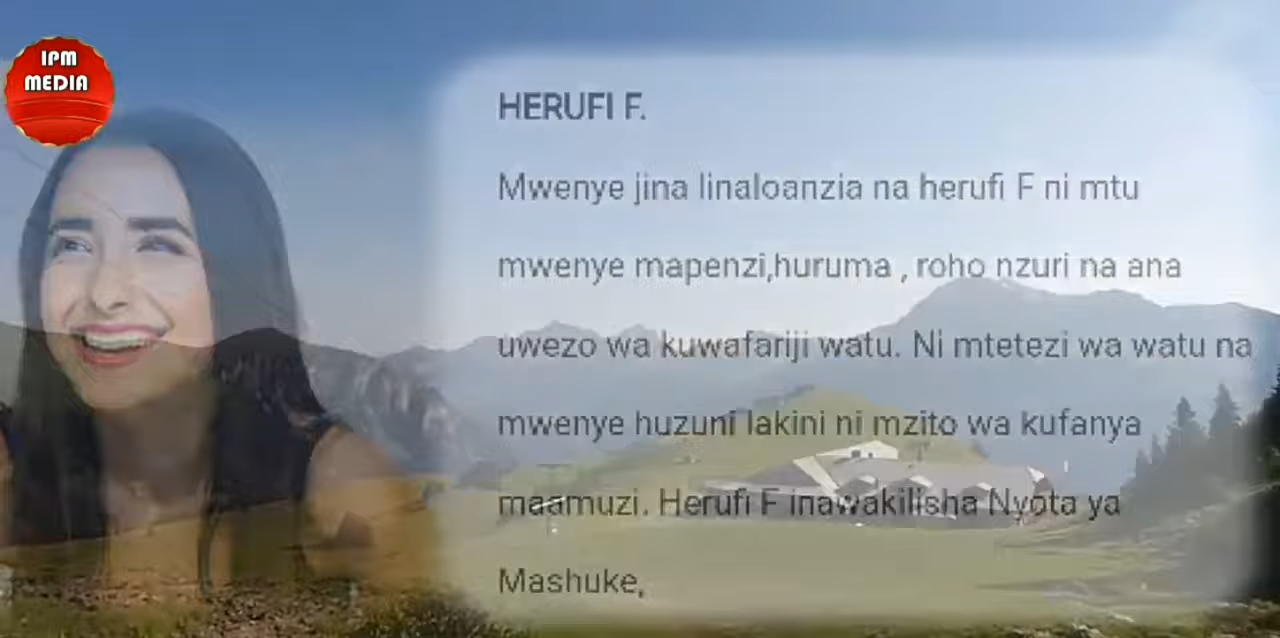 IPM
MEDIA
HERUFI F.
Mwenye jina linaloanzia na herufi F ni mtu
mwenye mapenzi,huruma , roho nzuri na ana
uwezo wa kuwafariji watu. Ni mtetezi wa watu na
mwenye huzuni lakini ni mzito wa kufanya
maamuzi. Herufi F inawakilisha Nyota ya
Mashuke,